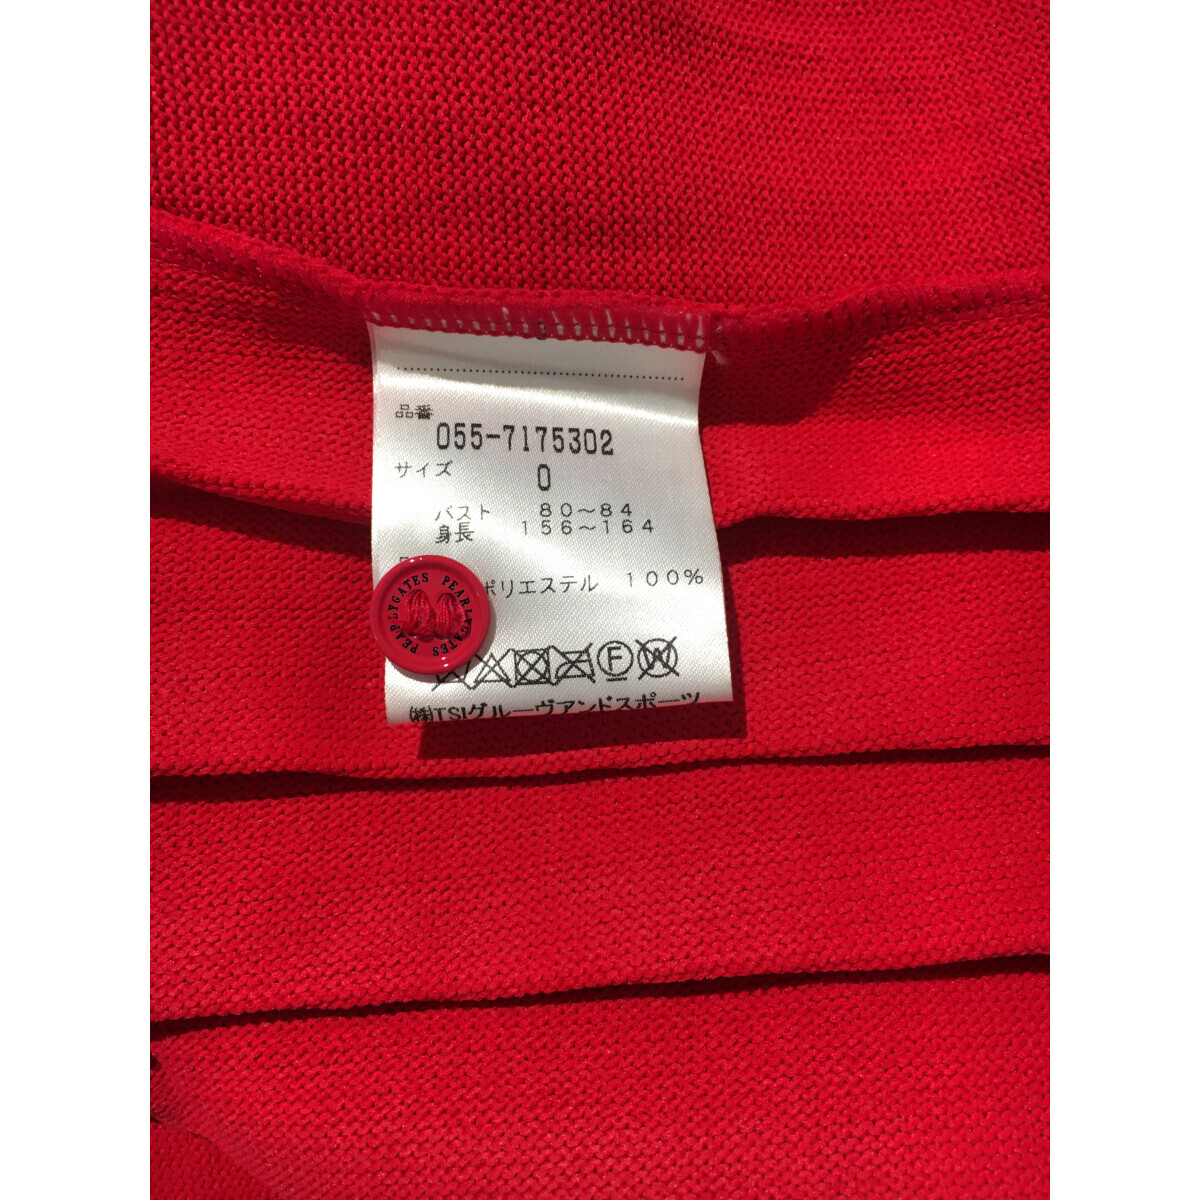 品番
055-7175302
サイズ
0
バスト 80～84
身長 156～164
ポリエステル 100%
PEARLYGATES PEARLYGATES
F
W
㈱TSIグルーヴアンドスポーツ